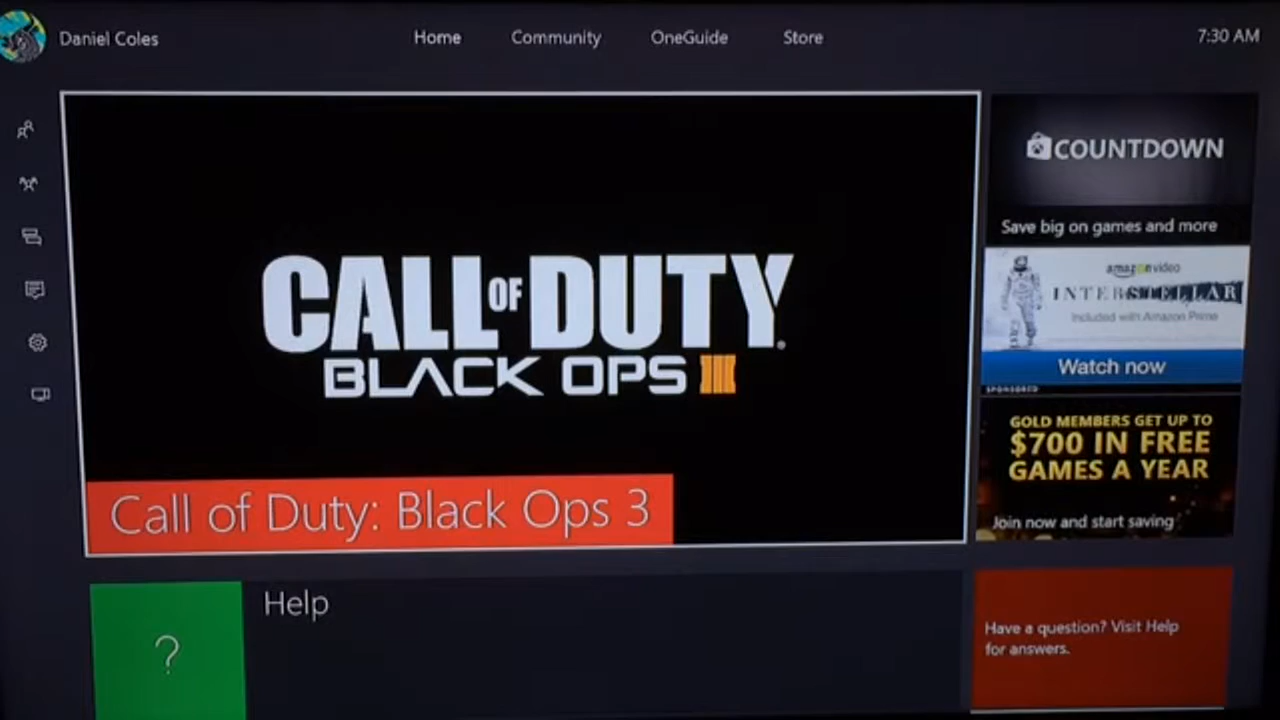 Daniel Coles
Home
Community
OneGuide
Store
7:30 AM
CALL OF DUTY
BLACK OPS III
Call of Duty: Black Ops 3
COUNTDOWN
Save big on games and more
amazon video
INTERSTELLAR
Included with Amazon Prime
Watch now
SPONSORED
GOLD MEMBERS GET UP TO
$700 IN FREE
GAMES A YEAR
Join now and start saving
?
Help
Have a question? Visit Help
for answers.